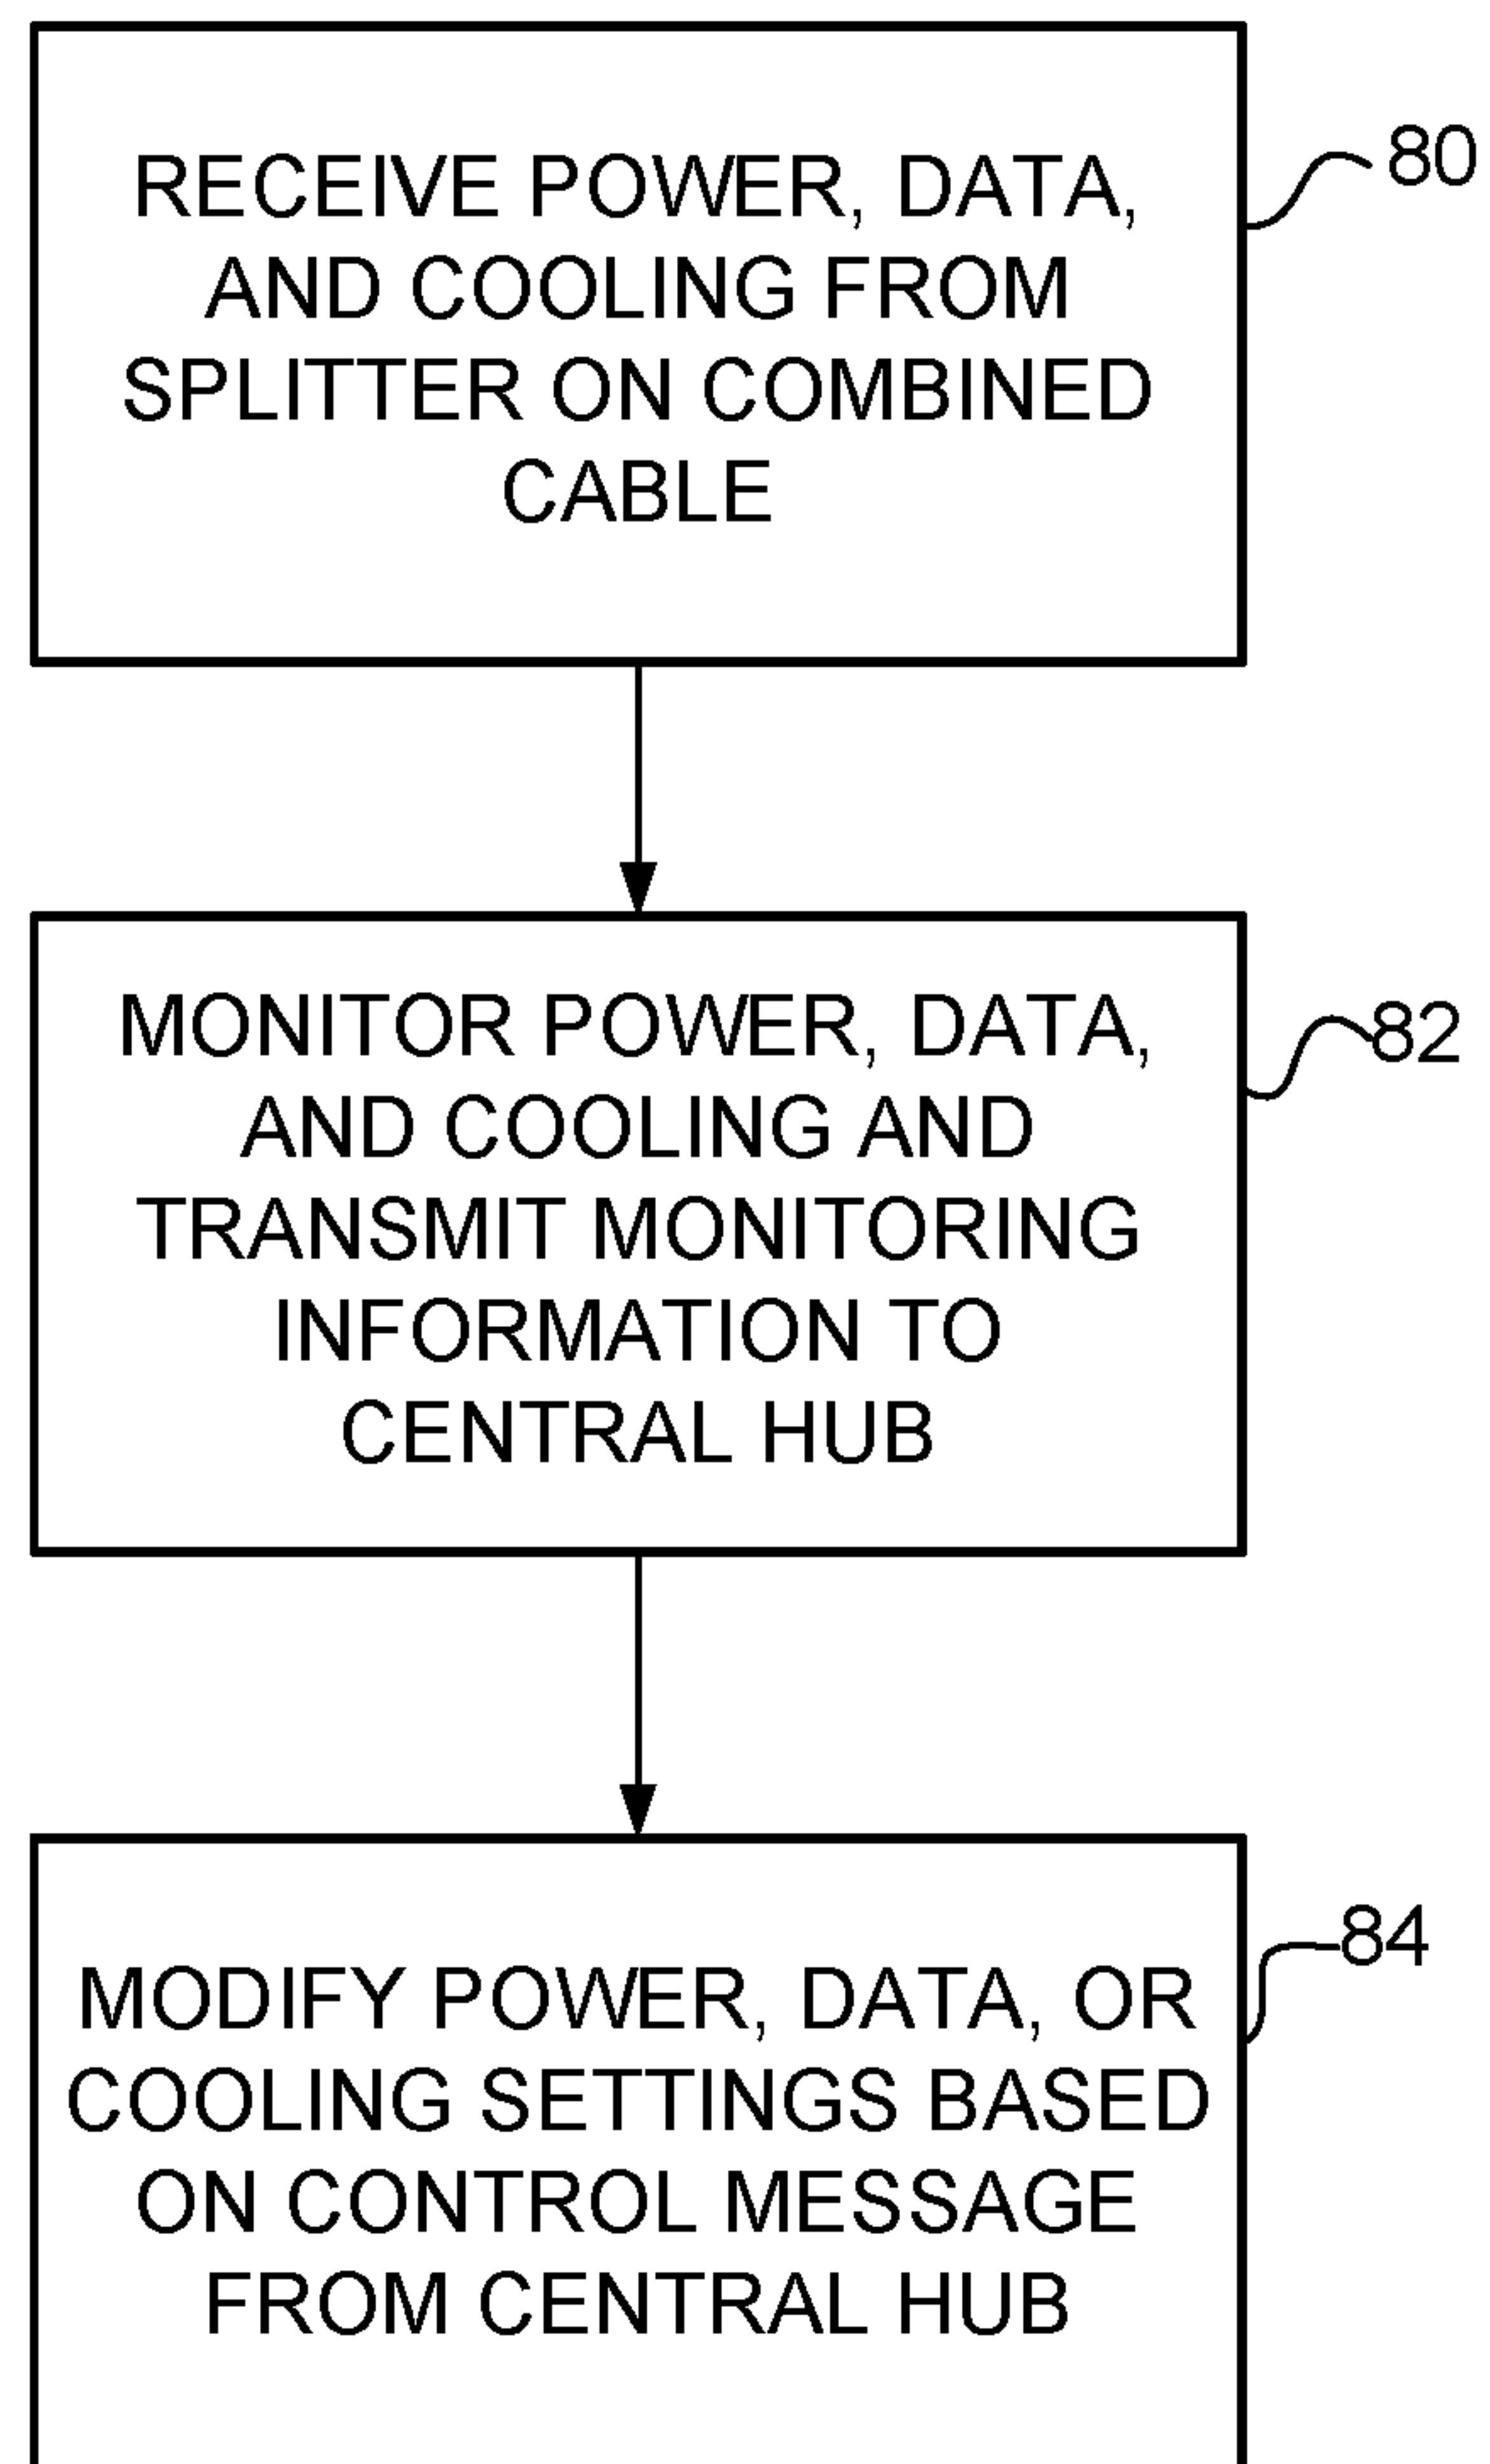 RECEIVE POWER, DATA,
AND COOLING FROM
SPLITTER ON COMBINED
CABLE
80
MONITOR POWER, DATA,
AND COOLING AND
TRANSMIT MONITORING
INFORMATION TO
CENTRAL HUB
82
MODIFY POWER, DATA, OR
COOLING SETTINGS BASED
ON CONTROL MESSAGE
FROM CENTRAL HUB
84